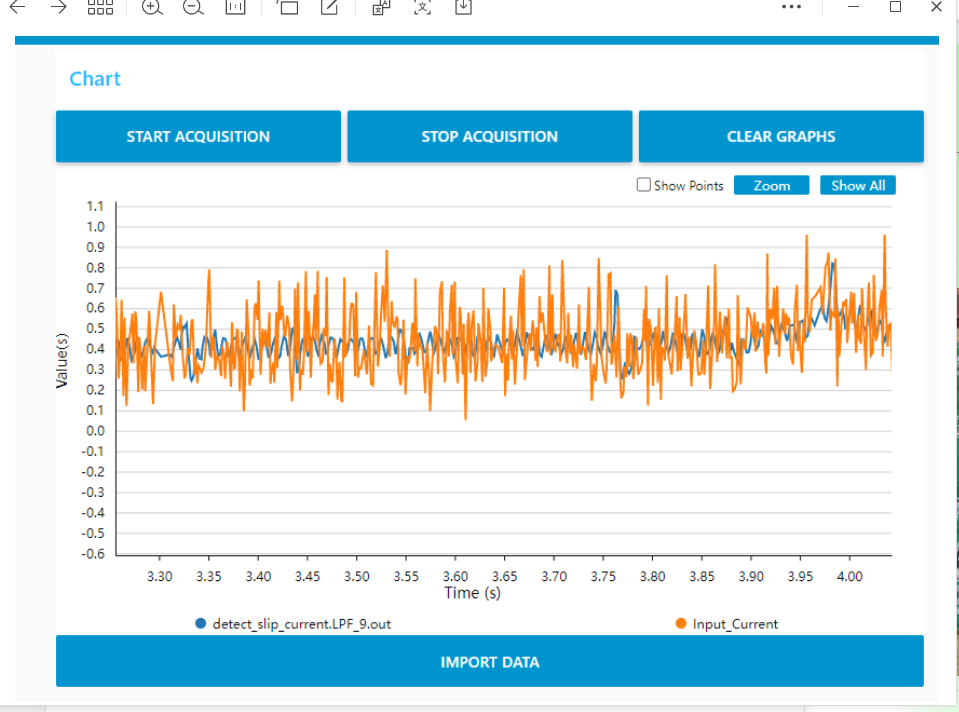 Chart
START ACQUISITION
STOP ACQUISITION
CLEAR GRAPHS
Show Points
Zoom
Show All
1.1
1.0
0.9
0.8
0.7
0.6
0.5
0.4
0.3
0.2
0.1
0.0
-0.1
-0.2
-0.3
-0.4
-0.5
-0.6
Value(s)
3.30 3.35 3.40 3.45 3.50 3.55 3.60 3.65 3.70 3.75 3.80 3.85 3.90 3.95 4.00
Time (s)
detect_slip_current.LPF_9.out
Input_Current
IMPORT DATA